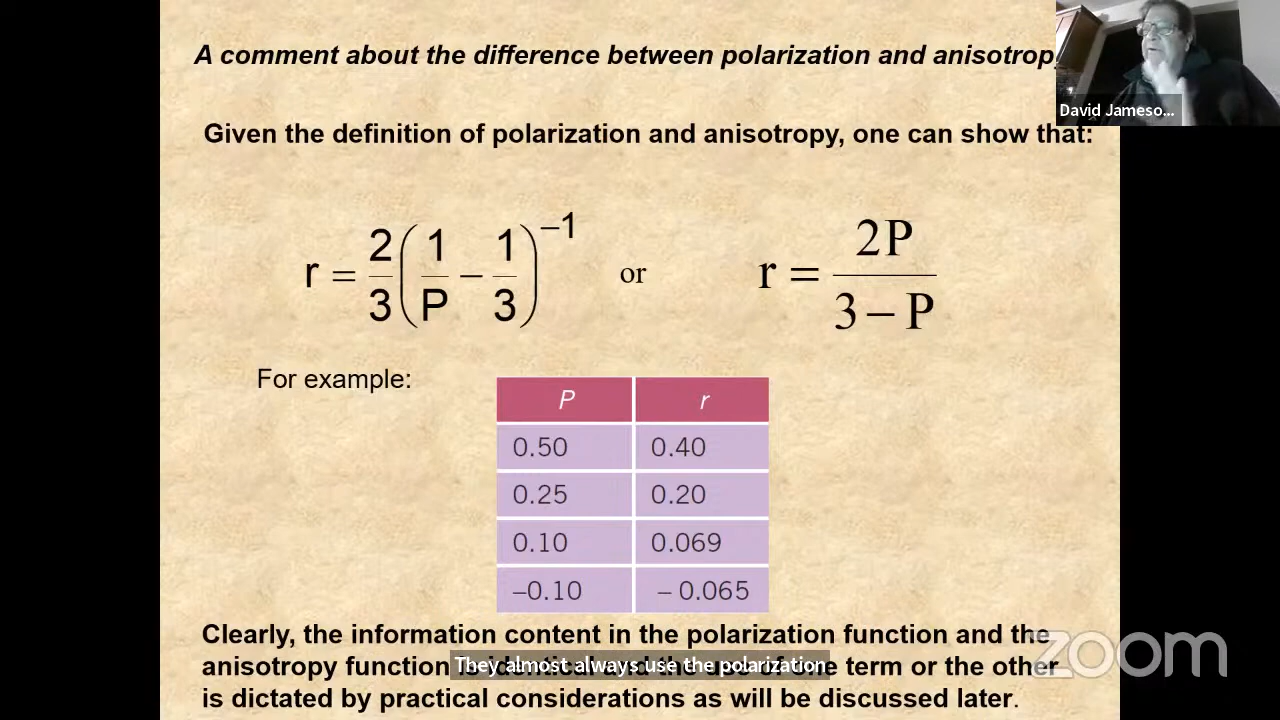 A comment about the difference between polarization and anisotropy
David Jameso...
Given the definition of polarization and anisotropy, one can show that:
r = 2/3 (1/P − 1/3)^−1 or r = 2P/(3 − P)
For example:
P r
0.50 0.40
0.25 0.20
0.10 0.069
−0.10 − 0.065
Clearly, the information content in the polarization function and the
anisotropy function is identical and the use of one term or the other
They almost always use the polarization
is dictated by practical considerations as will be discussed later.
zoom